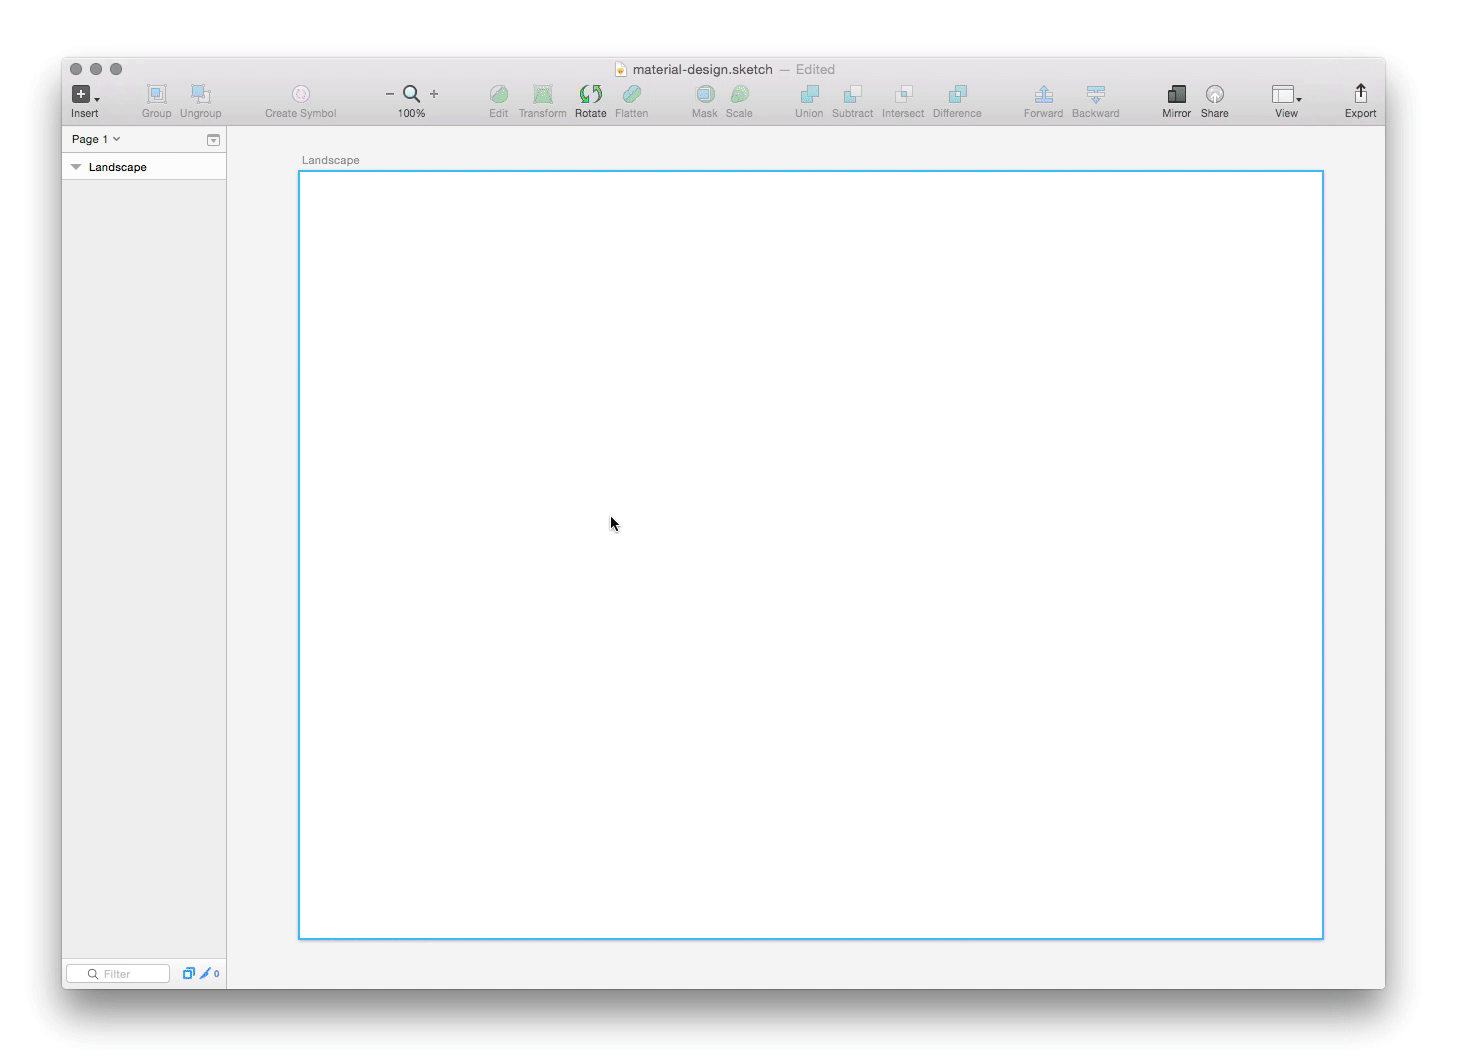 material-design.sketch — Edited
Insert Group Ungroup Create Symbol 100% Edit Transform Rotate Flatten Mask Scale Union Subtract Intersect Difference Forward Backward Mirror Share View Export
Page 1
Landscape
Landscape
Filter 0